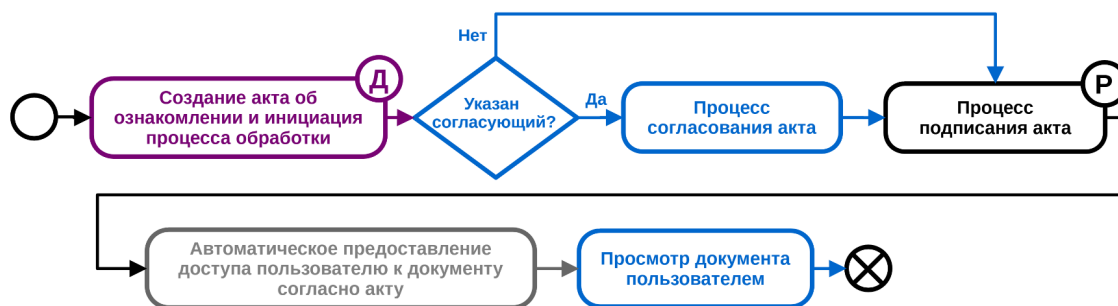 Нет
Д
Р
Создание акта об
ознакомлении и инициация
процесса обработки
Указан
согласующий?
Да
Процесс
согласования акта
Процесс
подписания акта
Автоматическое предоставление
доступа пользователю к документу
согласно акту
Просмотр документа
пользователем